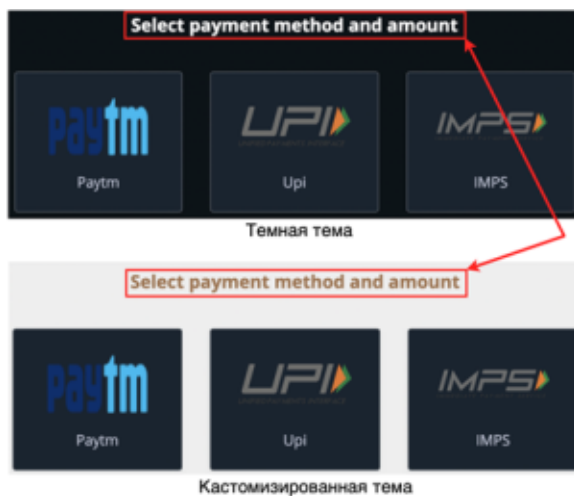 Select payment method and amount
paytm UPI IMPS
Paytm Upi IMPS
Темная тема
Select payment method and amount
paytm UPI IMPS
Paytm Upi IMPS
Кастомизированная тема